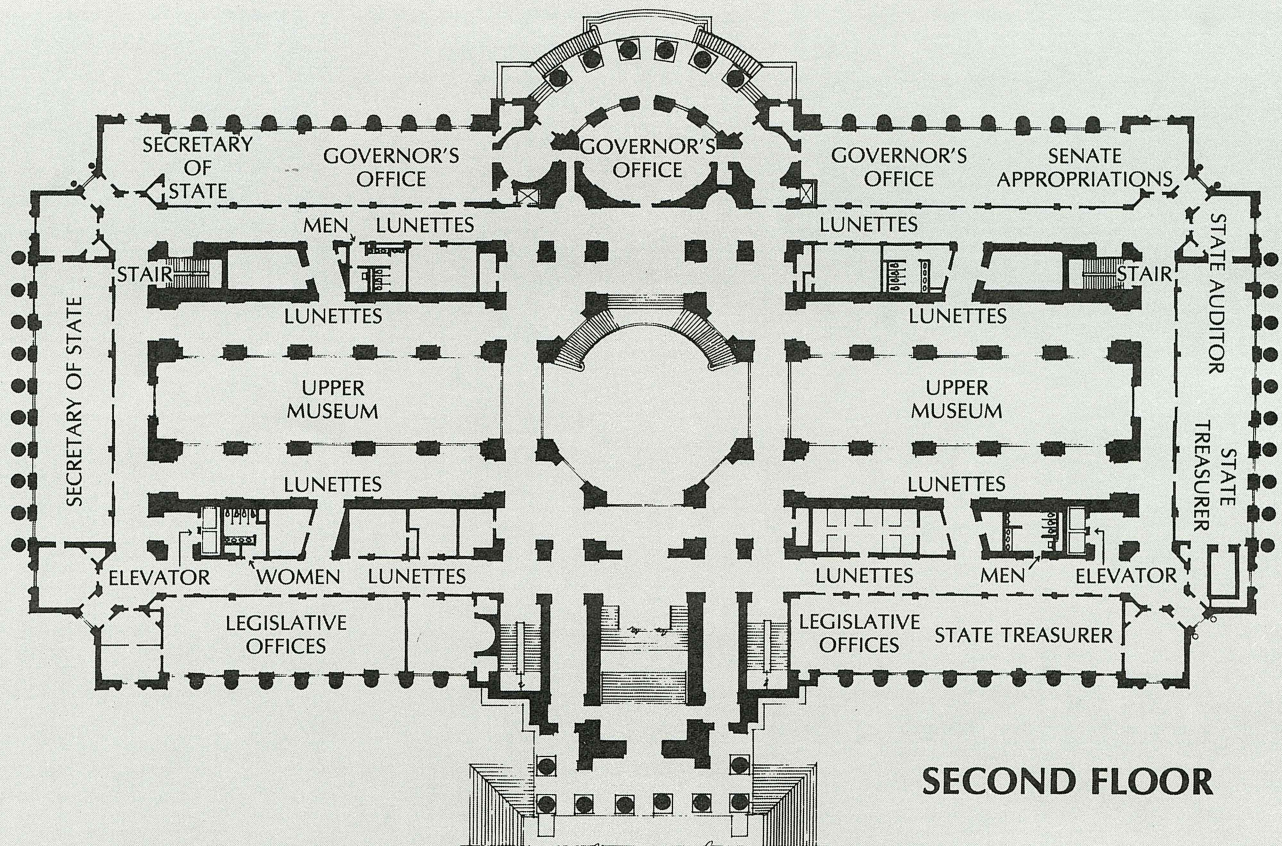 SECRETARY
OF
STATE
GOVERNOR'S
OFFICE
GOVERNOR'S
OFFICE
GOVERNOR'S
OFFICE
SENATE
APPROPRIATIONS
MEN
LUNETTES
LUNETTES
STAIR
STAIR
STATE AUDITOR
LUNETTES
LUNETTES
SECRETARY OF STATE
UPPER
MUSEUM
UPPER
MUSEUM
STATE
TREASURER
LUNETTES
LUNETTES
ELEVATOR
WOMEN
LUNETTES
LUNETTES
MEN
ELEVATOR
LEGISLATIVE
OFFICES
LEGISLATIVE
OFFICES
STATE TREASURER
SECOND FLOOR